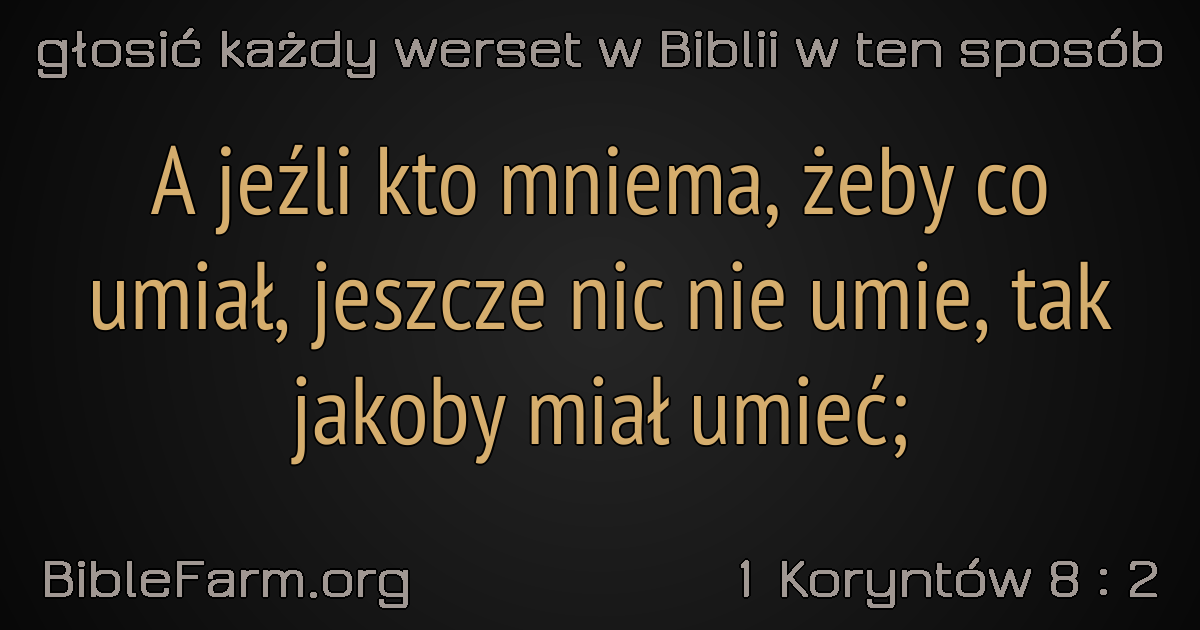 głosić każdy werset w Biblii w ten sposób
A jeźli kto mniema, żeby co
umiał, jeszcze nic nie umie, tak
jakoby miał umieć;
BibleFarm.org
1 Koryntów 8 : 2